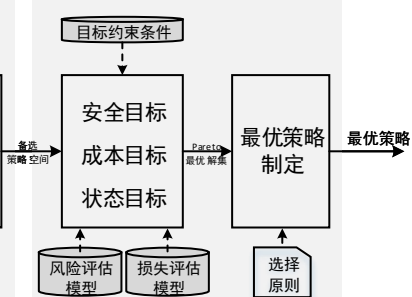 目标约束条件
安全目标
成本目标
状态目标
备选
策略空间
Pareto
最优解集
最优策略
制定
最优策略
风险评估
模型
损失评估
模型
选择
原则